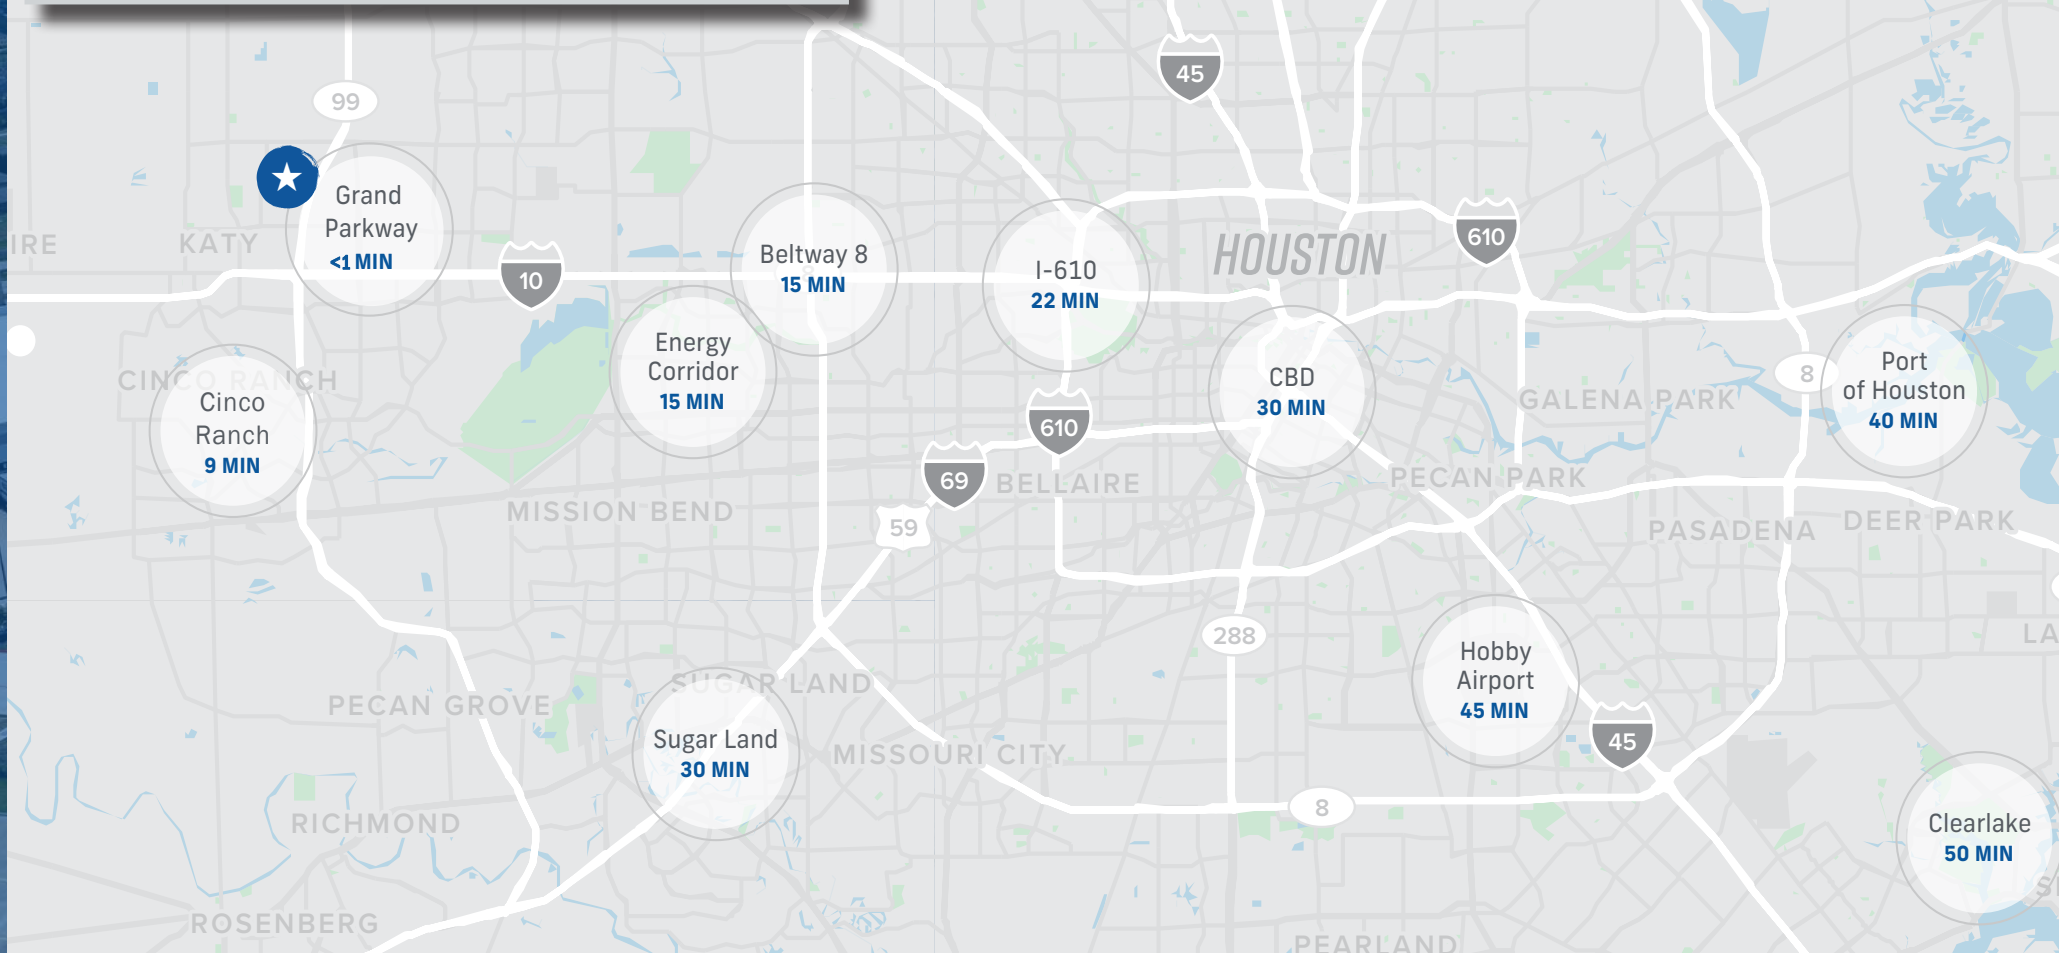 45
99
Grand
Parkway
<1 MIN
IRE
KATY
10
Beltway 8
15 MIN
I-610
22 MIN
HOUSTON
610
Energy
Corridor
15 MIN
CINCO RANCH
Cinco
Ranch
9 MIN
610
CBD
30 MIN
GALENA PARK
8
Port
of Houston
40 MIN
69
BELLAIRE
PECAN PARK
MISSION BEND
59
PASADENA
DEER PARK
288
LA
Hobby
Airport
45 MIN
SUGAR LAND
PECAN GROVE
Sugar Land
30 MIN
MISSOURI CITY
45
8
RICHMOND
Clearlake
50 MIN
S
ROSENBERG
PEARLAND